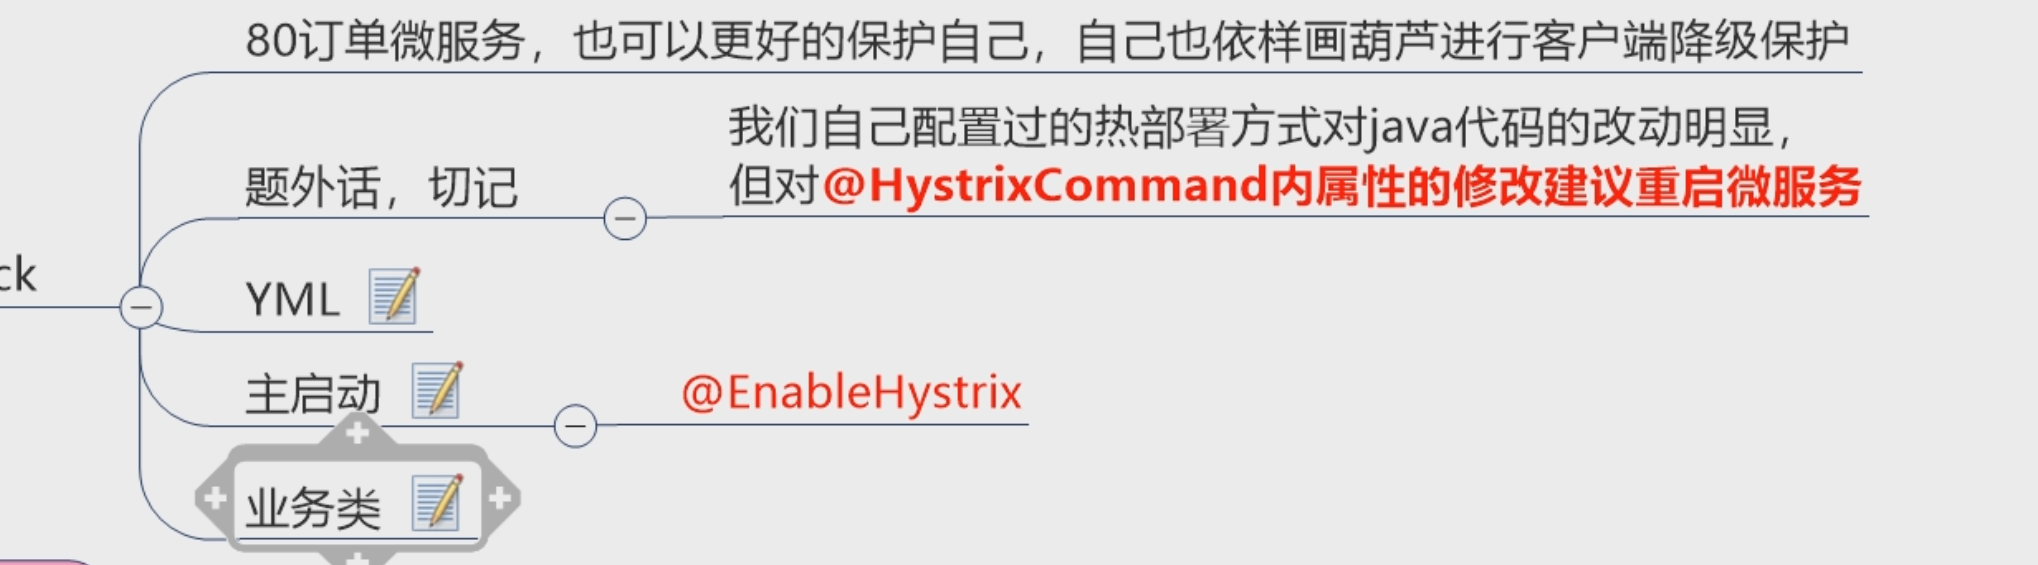 80订单微服务，也可以更好的保护自己，自己也依样画葫芦进行客户端降级保护
我们自己配置过的热部署方式对java代码的改动明显，
但对@HystrixCommand内属性的修改建议重启微服务
题外话，切记
ck
YML
主启动
@EnableHystrix
业务类